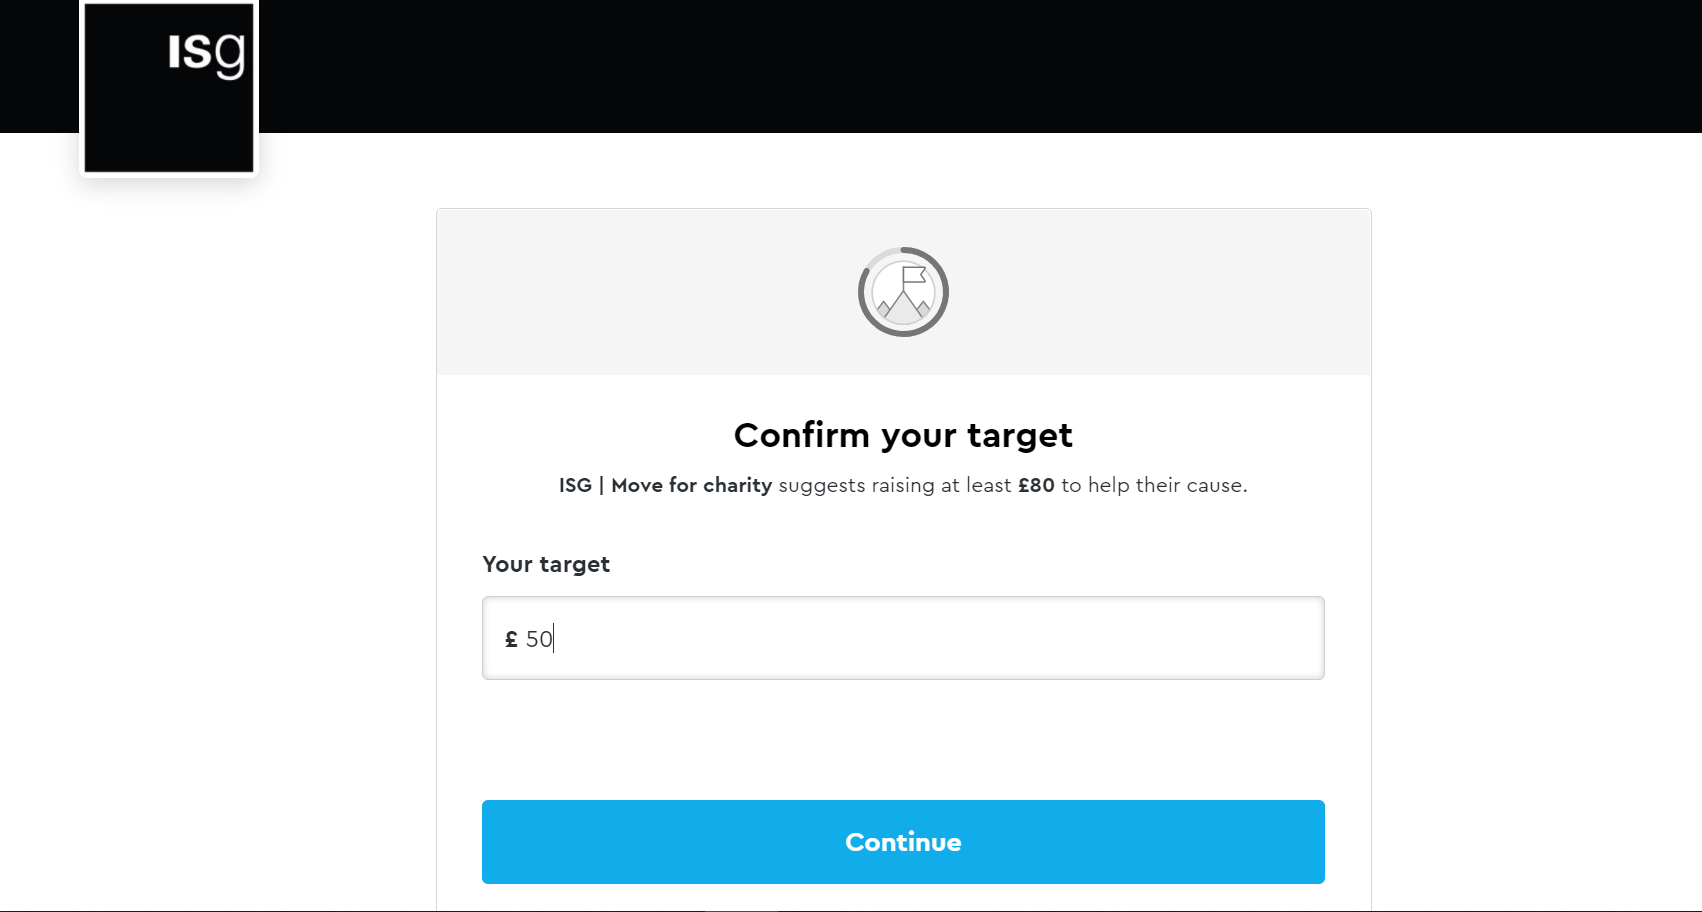 ISg
Confirm your target
ISG | Move for charity suggests raising at least £80 to help their cause.
Your target
£ 50
Continue